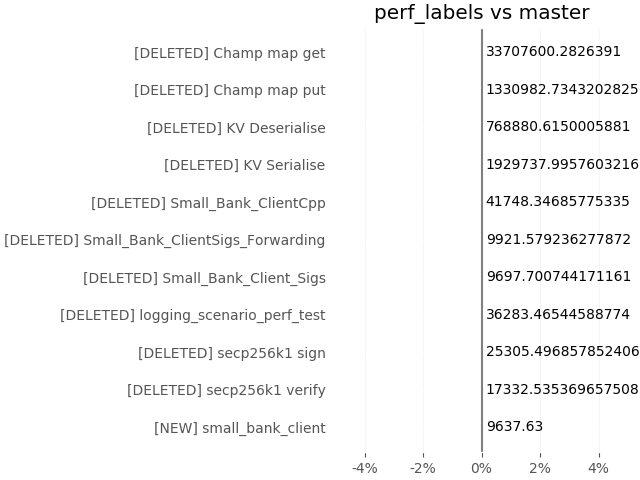 perf_labels vs master
[DELETED] Champ map get 33707600.2826391
[DELETED] Champ map put 1330982.7343202825
[DELETED] KV Deserialise 768880.6150005881
[DELETED] KV Serialise 1929737.9957603216
[DELETED] Small_Bank_ClientCpp 41748.34685775335
[DELETED] Small_Bank_ClientSigs_Forwarding 9921.579236277872
[DELETED] Small_Bank_Client_Sigs 9697.700744171161
[DELETED] logging_scenario_perf_test 36283.46544588774
[DELETED] secp256k1 sign 25305.496857852406
[DELETED] secp256k1 verify 17332.535369657508
[NEW] small_bank_client 9637.63
-4% -2% 0% 2% 4%